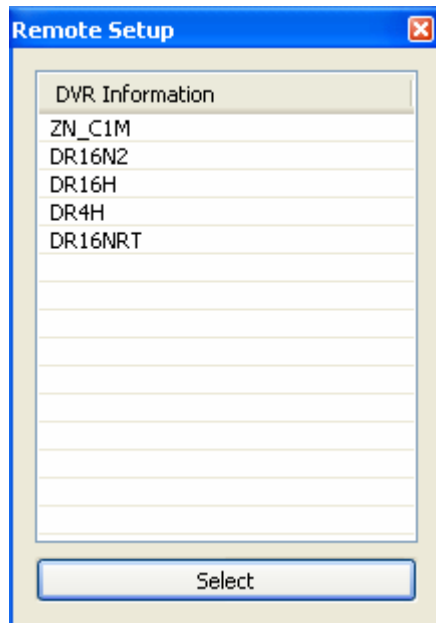 Remote Setup
DVR Information
ZN_C1M
DR16N2
DR16H
DR4H
DR16NRT
Select